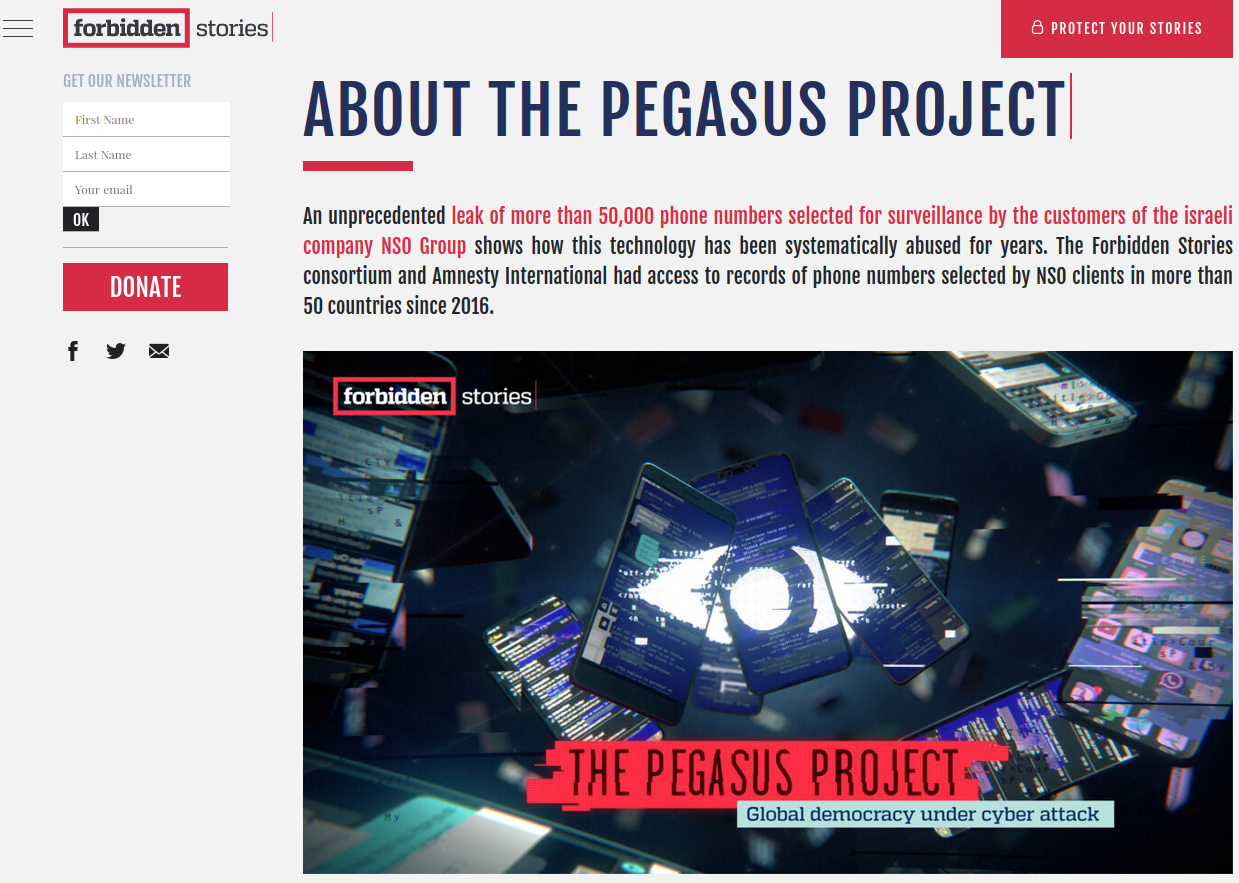 forbidden stories
PROTECT YOUR STORIES
GET OUR NEWSLETTER
First Name
Last Name
Your email
OK
DONATE
ABOUT THE PEGASUS PROJECT
An unprecedented leak of more than 50,000 phone numbers selected for surveillance by the customers of the israeli
company NSO Group shows how this technology has been systematically abused for years. The Forbidden Stories
consortium and Amnesty International had access to records of phone numbers selected by NSO clients in more than
50 countries since 2016.
forbidden stories
THE PEGASUS PROJECT
Global democracy under cyber attack